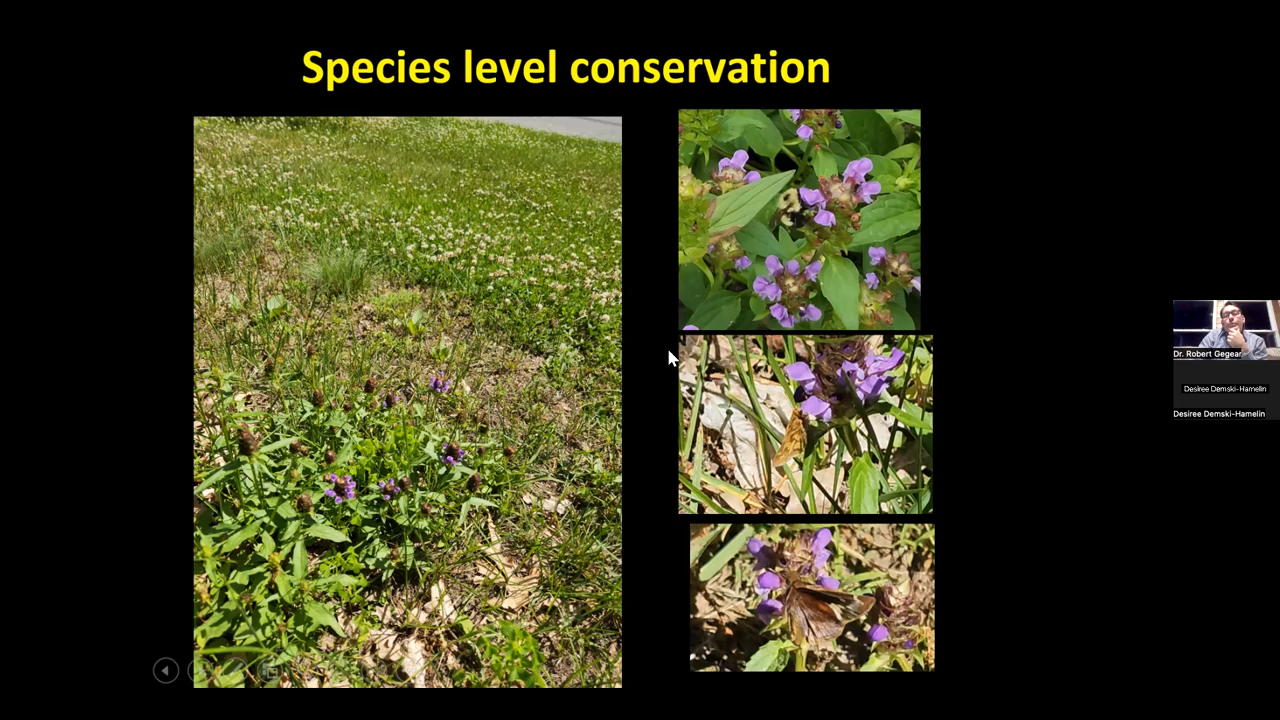 Species level conservation
Dr. Robert Gegear
Desiree Demski-Hamelin
Desiree Demski-Hamelin